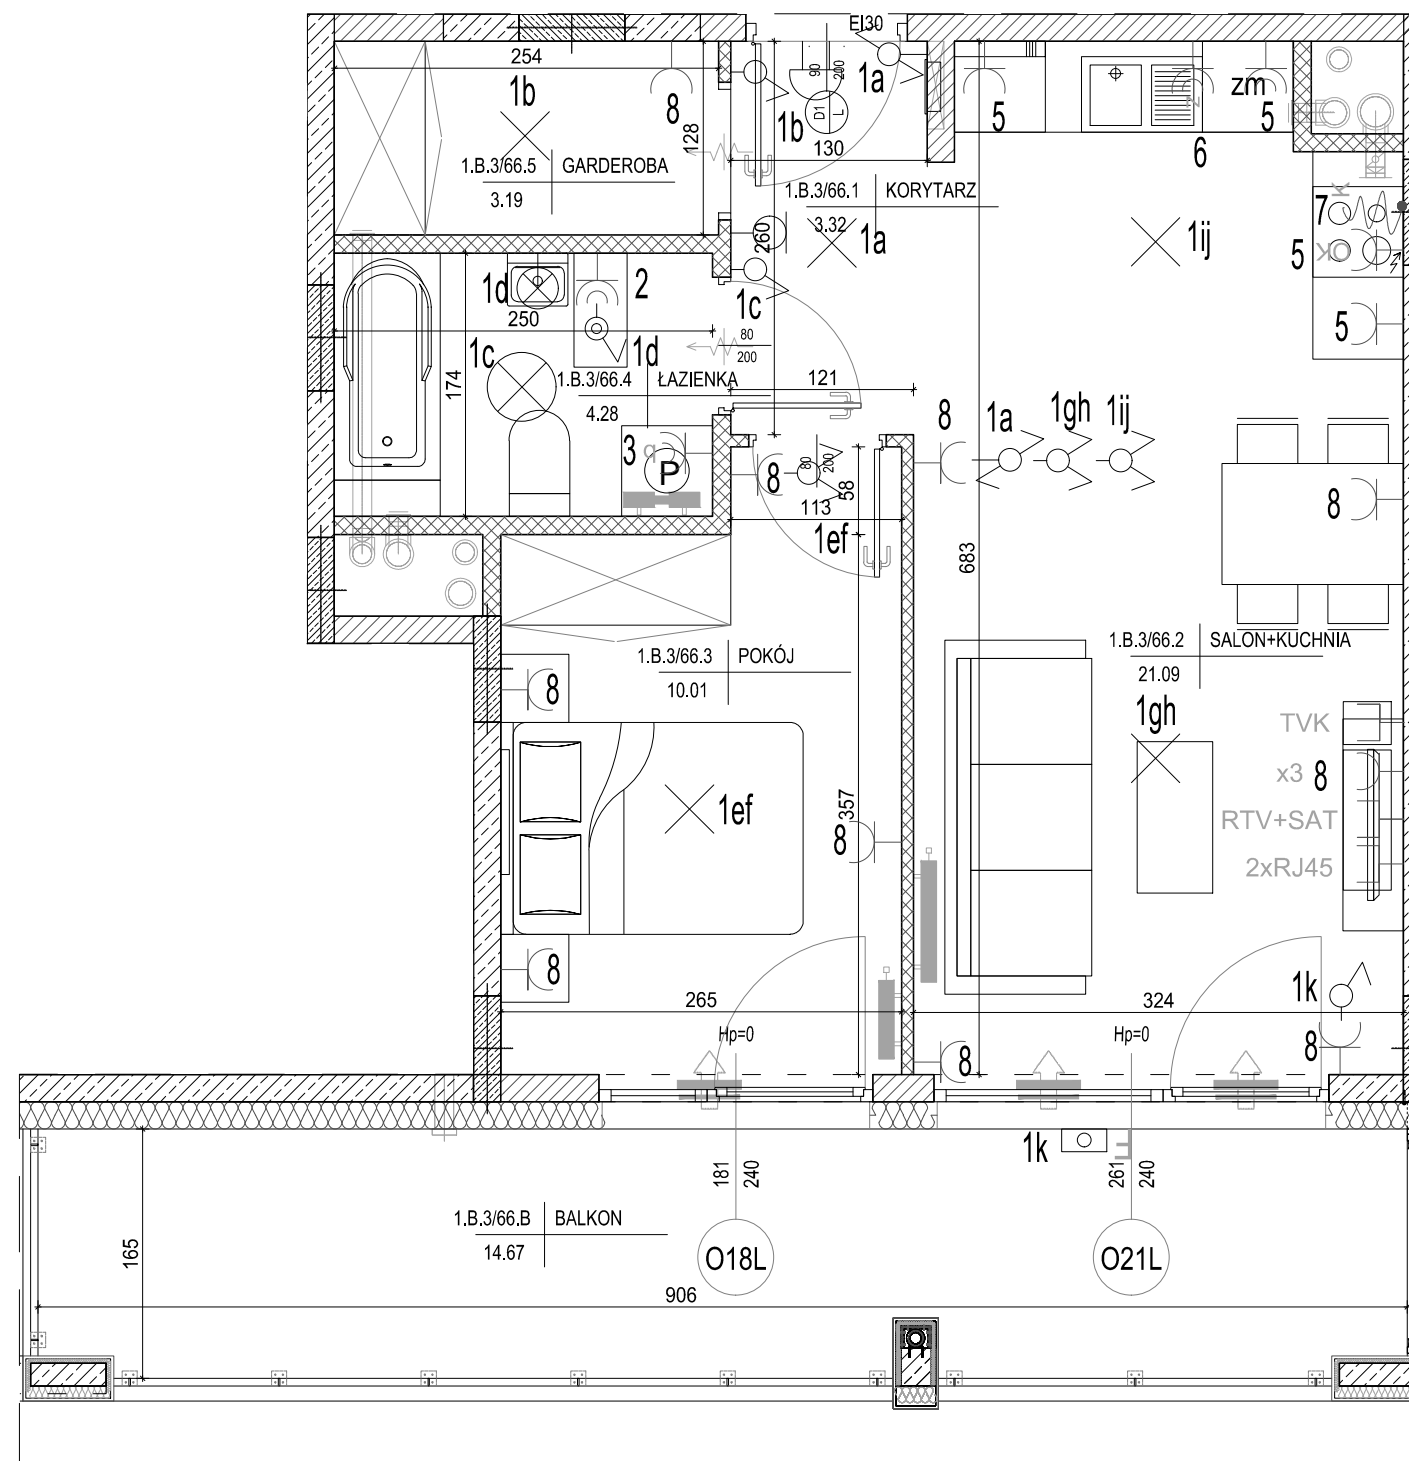 EI30
254
1b
8
128
1b
90
200
D1
L
1a
130
5
zm
5
6
1.B.3/66.5 GARDEROBA
3.19
1.B.3/66.1 KORYTARZ
3.32
260
1a
1ij
K
7
OK
5
5
1d
2
250
1c
1c
1d
80
200
174
1.B.3/66.4 ŁAZIENKA
4.28
121
3
P
8
80
200
58
113
1ef
8
1a
1gh
1ij
8
683
1.B.3/66.3 POKÓJ
10.01
1.B.3/66.2 SALON+KUCHNIA
21.09
8
1gh
TVK
x3 8
RTV+SAT
2xRJ45
1ef
357
8
8
265
324
1k
Hp=0
Hp=0
8
8
1k
181
240
261
240
1.B.3/66.B BALKON
14.67
165
O18L
O21L
906